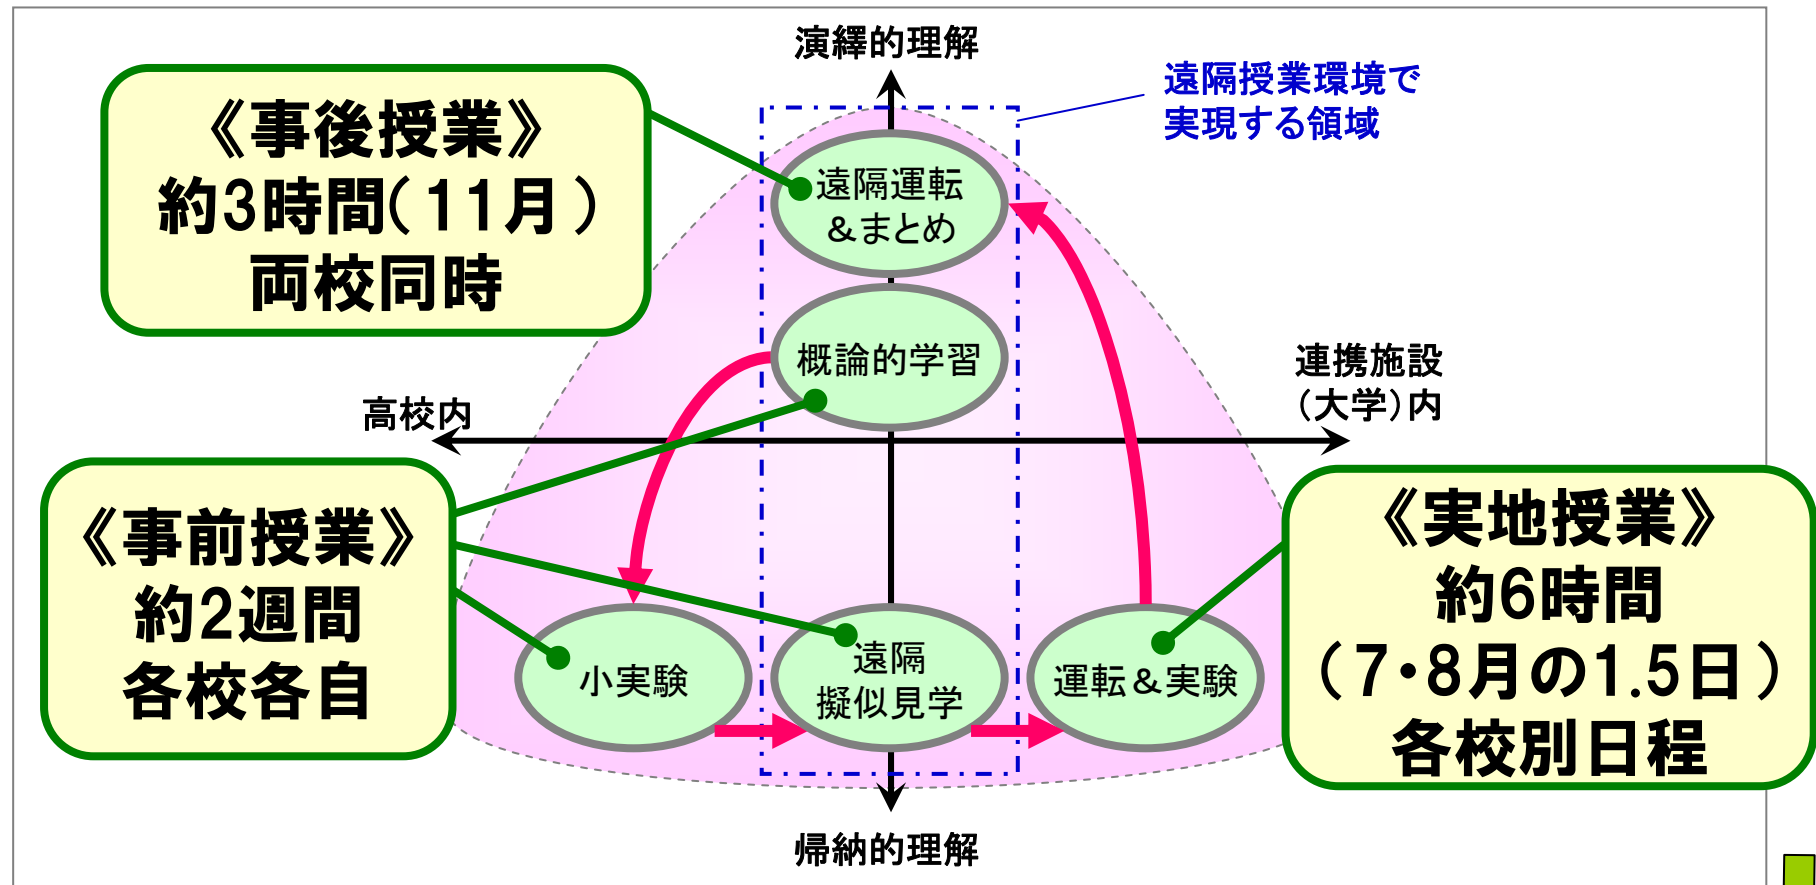 演繹的理解
遠隔授業環境で
実現する領域
《事後授業》
約3時間(11月)
両校同時
遠隔運転
&まとめ
概論的学習
高校内
連携施設
(大学)内
《事前授業》
約2週間
各校各自
《実地授業》
約6時間
(7・8月の1.5日)
各校別日程
小実験
遠隔
擬似見学
運転&実験
帰納的理解